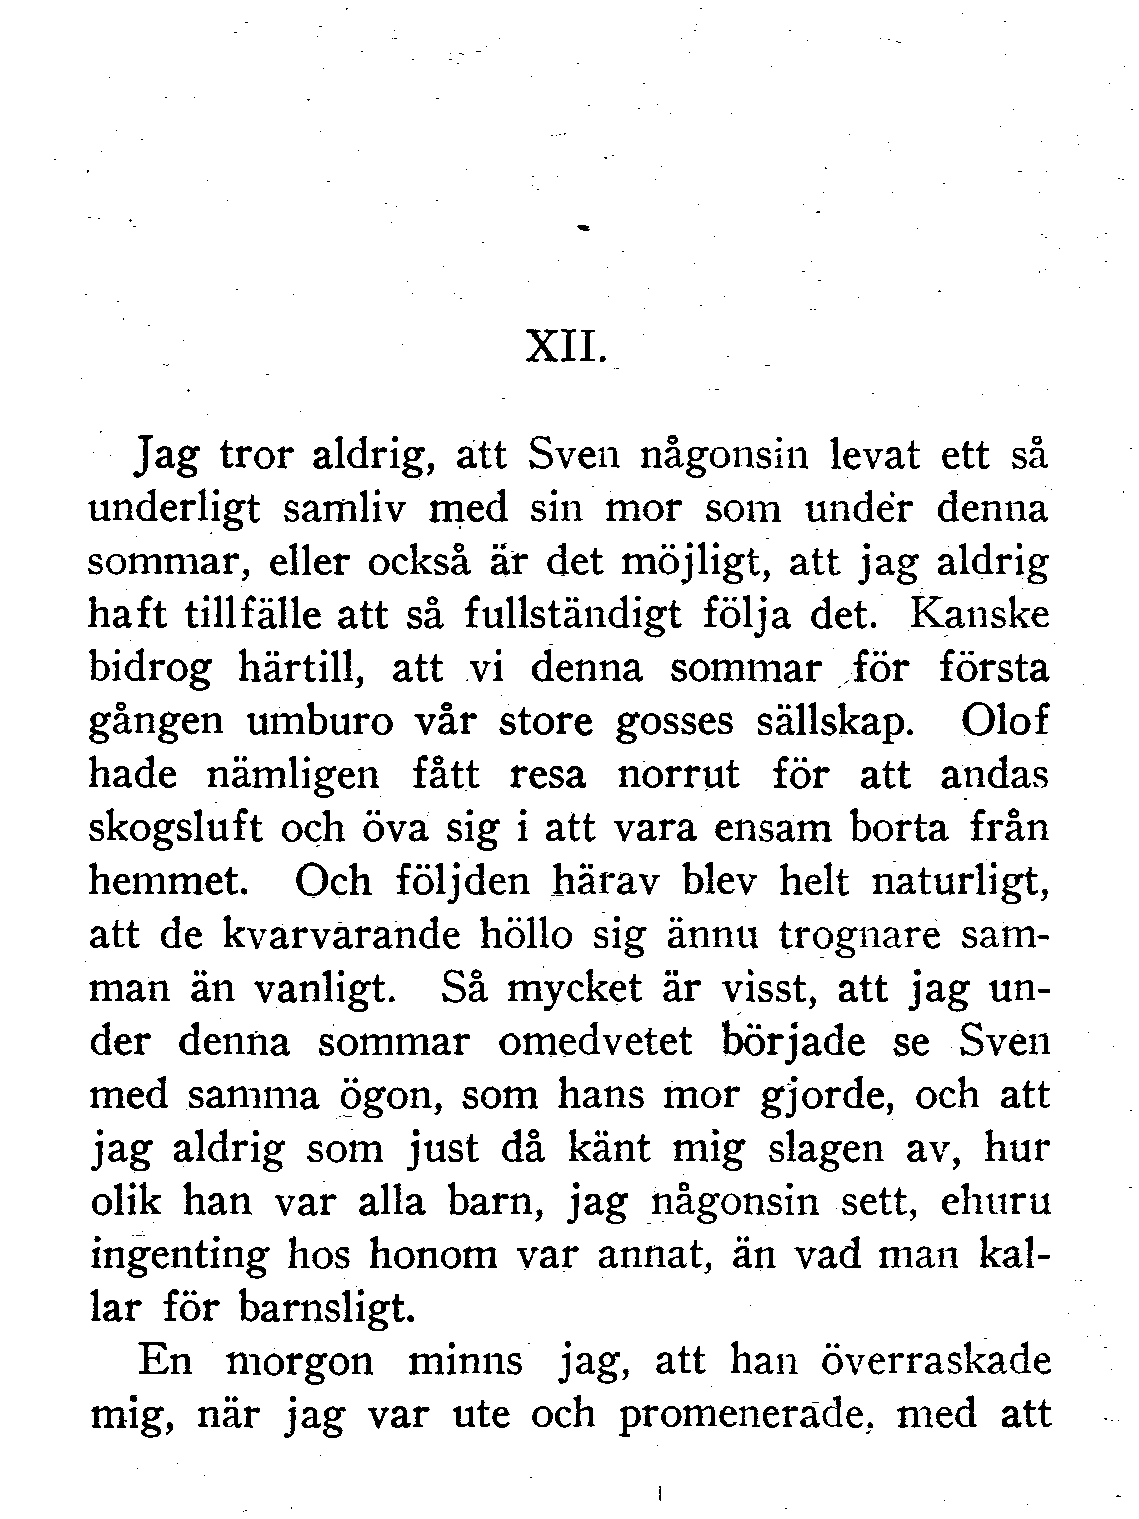 XII.
Jag tror aldrig, att Sven någonsin levat ett så
underligt samliv med sin mor som under denna
sommar, eller också är det möjligt, att jag aldrig
haft tillfälle att så fullständigt följa det. Kanske
bidrog härtill, att vi denna sommar för första
gången umburo vår store gosses sällskap. Olof
hade nämligen fått resa norrut för att andas
skogsluft och öva sig i att vara ensam borta från
hemmet. Och följden härav blev helt naturligt,
att de kvarvarande höllo sig ännu trognare sam-
man än vanligt. Så mycket är visst, att jag un-
der denna sommar omedvetet började se Sven
med samma ögon, som hans mor gjorde, och att
jag aldrig som just då känt mig slagen av, hur
olik han var alla barn, jag någonsin sett, ehuru
ingenting hos honom var annat, än vad man kal-
lar för barnsligt.
En morgon minns jag, att han överraskade
mig, när jag var ute och promenerade, med att